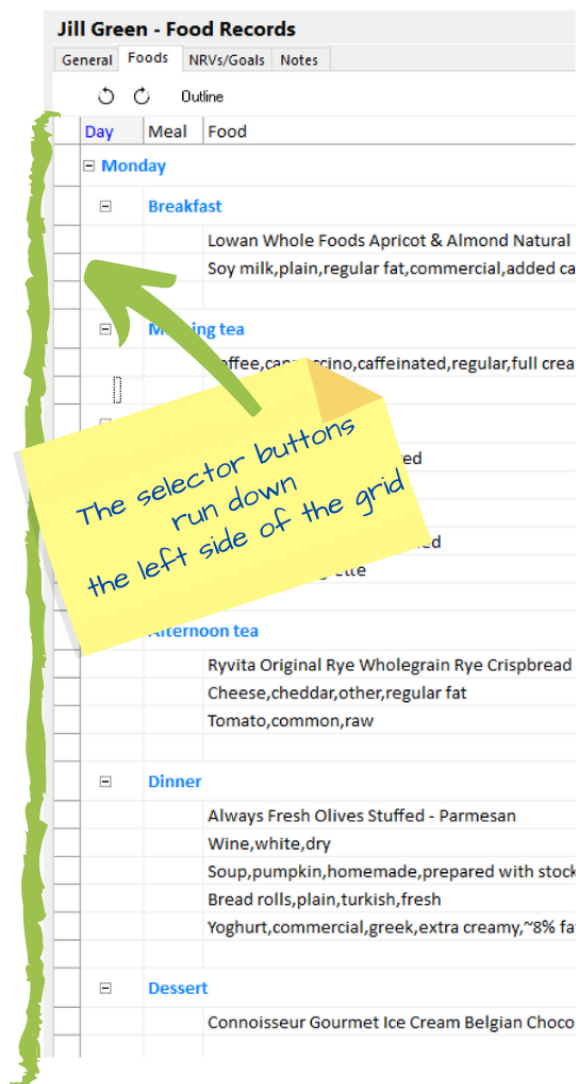 Jill Green - Food Records
General Foods NRVs/Goals Notes
Outline
Day Meal Food
Monday
Breakfast
Lowan Whole Foods Apricot & Almond Natural
Soy milk,plain,regular fat,commercial,added ca
tea
,caffeinated,regular,full crea
The selector buttons
run down
the left side of the grid
Afternoon tea
Ryvita Original Rye Wholegrain Rye Crispbread
Cheese,cheddar,other,regular fat
Tomato,common,raw
Dinner
Always Fresh Olives Stuffed - Parmesan
Wine,white,dry
Soup,pumpkin,homemade,prepared with stock
Bread rolls,plain,turkish,fresh
Yoghurt,commercial,greek,extra creamy,~8% fa
Dessert
Connoisseur Gourmet Ice Cream Belgian Choco